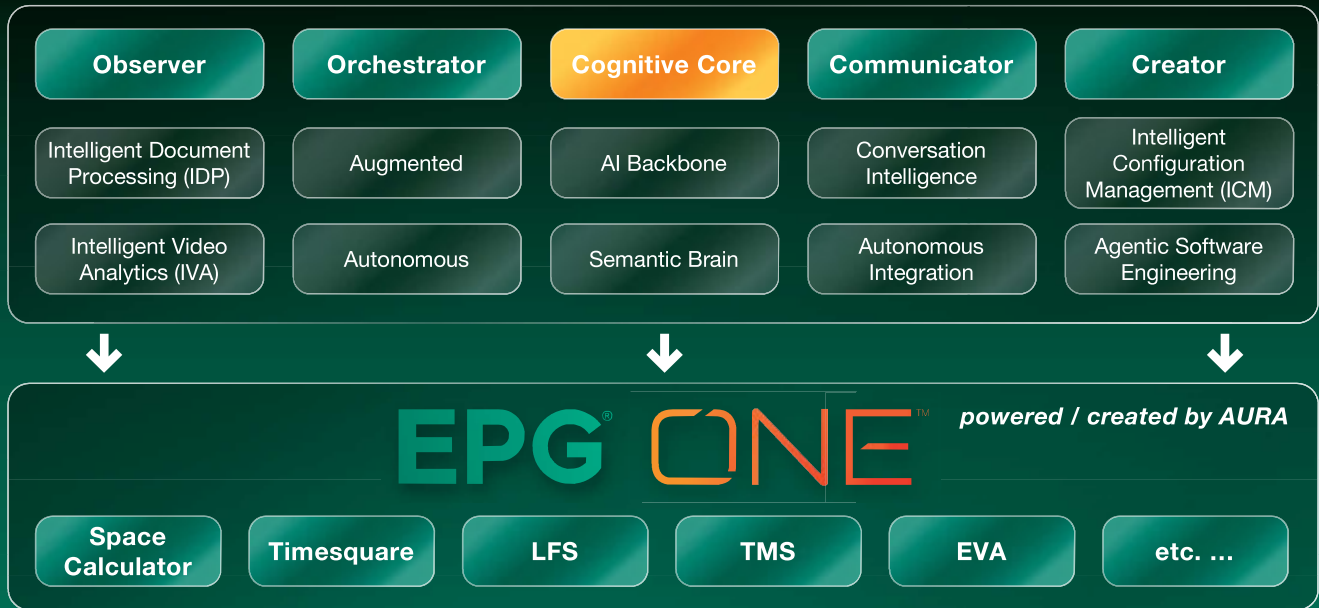 Observer
Orchestrator
Cognitive Core
Communicator
Creator
Intelligent Document
Processing (IDP)
Augmented
AI Backbone
Conversation
Intelligence
Intelligent
Configuration
Management (ICM)
Intelligent Video
Analytics (IVA)
Autonomous
Semantic Brain
Autonomous
Integration
Agentic Software
Engineering
EPG® ONE™
powered / created by AURA
Space
Calculator
Timesquare
LFS
TMS
EVA
etc. ...